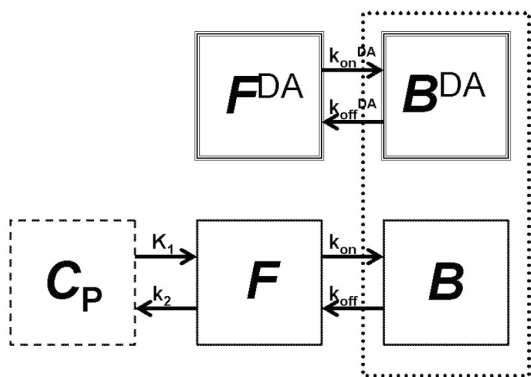 k_on^DA
F^DA B^DA
k_off^DA
K_1 k_on
C_P F B
k_2 k_off